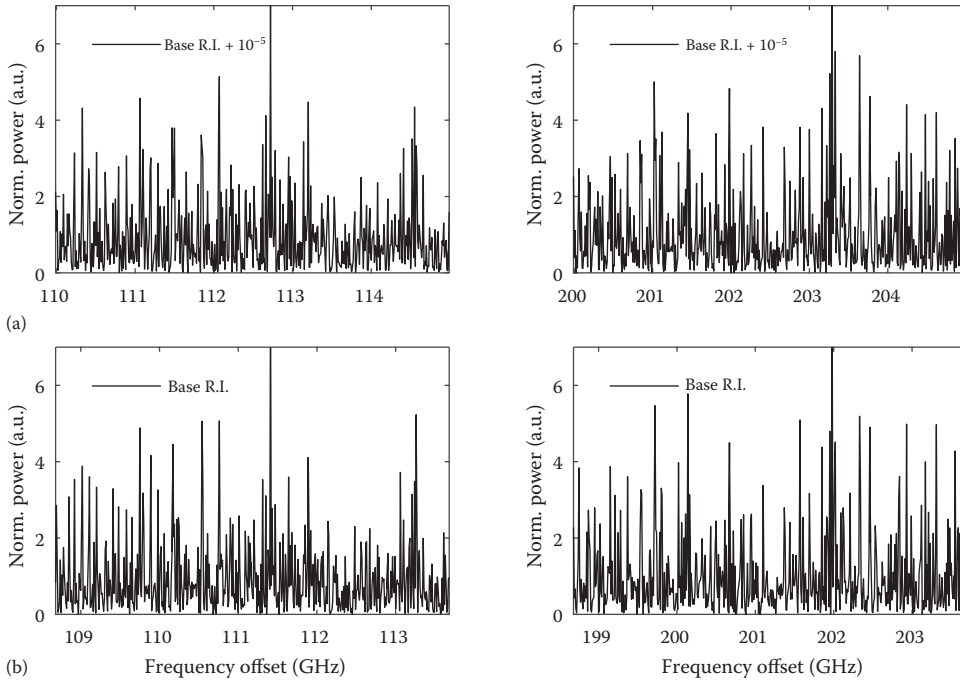 Norm. power (a.u.)
6
4
2
0
Base R.I. + 10⁻⁵
110 111 112 113 114
Norm. power (a.u.)
6
4
2
0
Base R.I. + 10⁻⁵
200 201 202 203 204
(a)
Norm. power (a.u.)
6
4
2
0
Base R.I.
109 110 111 112 113
Frequency offset (GHz)
Norm. power (a.u.)
6
4
2
0
Base R.I.
199 200 201 202 203
Frequency offset (GHz)
(b)